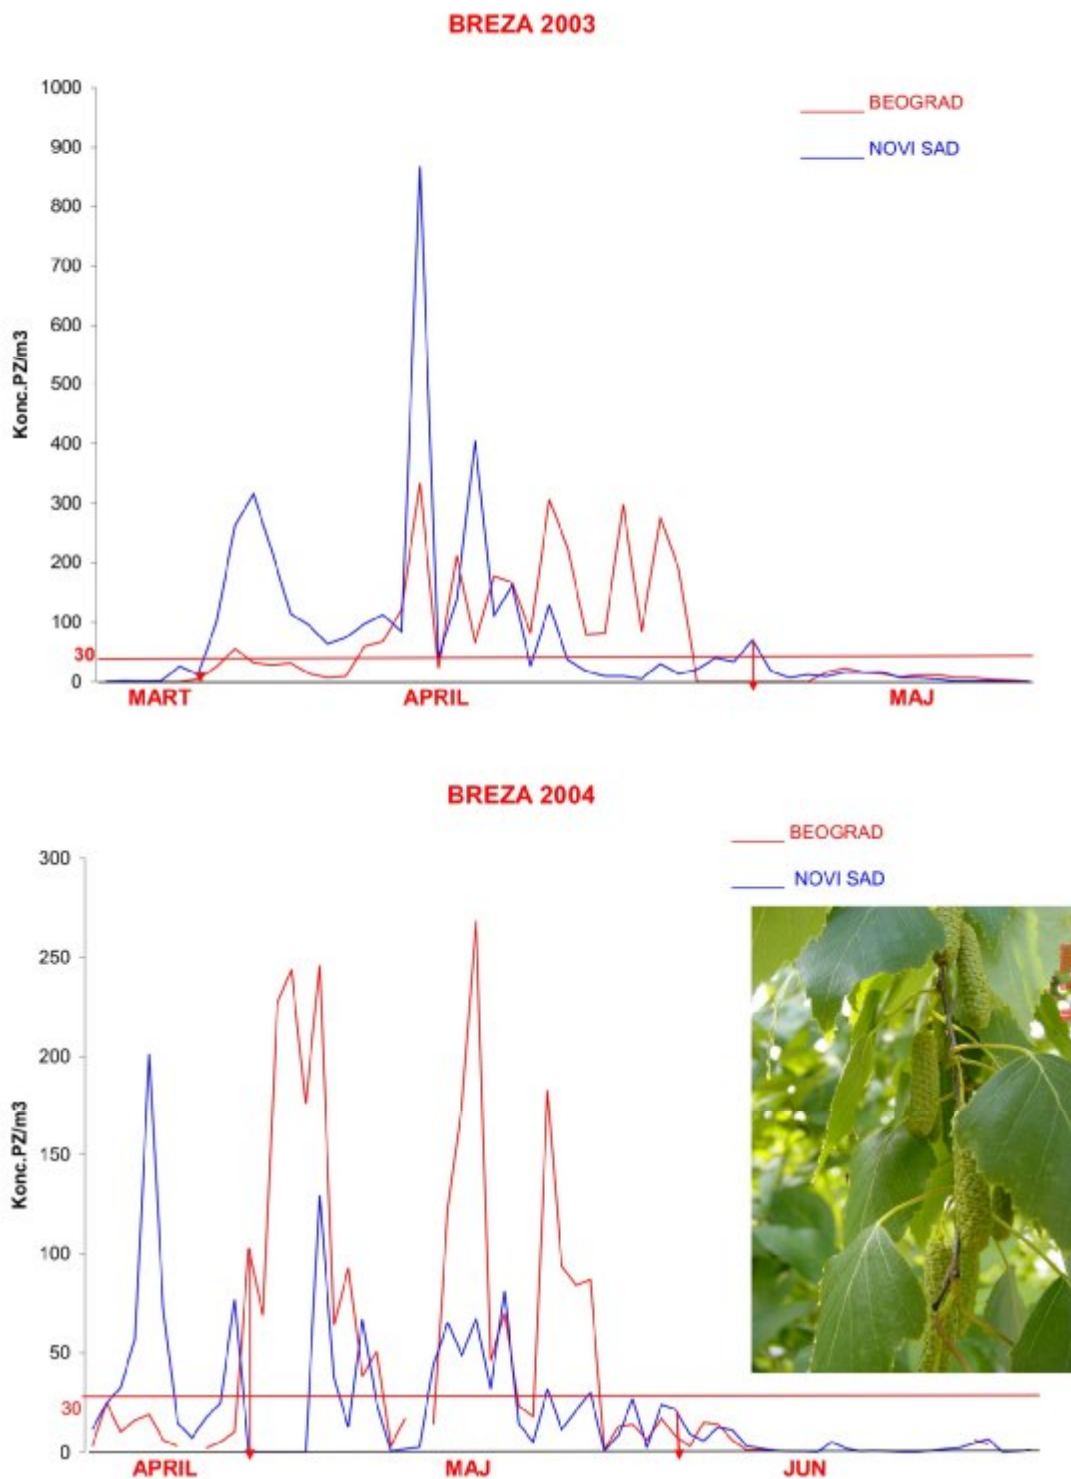 BREZA 2003
1000
900
800
700
600
500
400
300
200
100
30
0
Konc.PZ/m3
BEOGRAD
NOVI SAD
MART APRIL MAJ
BREZA 2004
300
250
200
150
100
50
30
0
Konc.PZ/m3
BEOGRAD
NOVI SAD
APRIL MAJ JUN